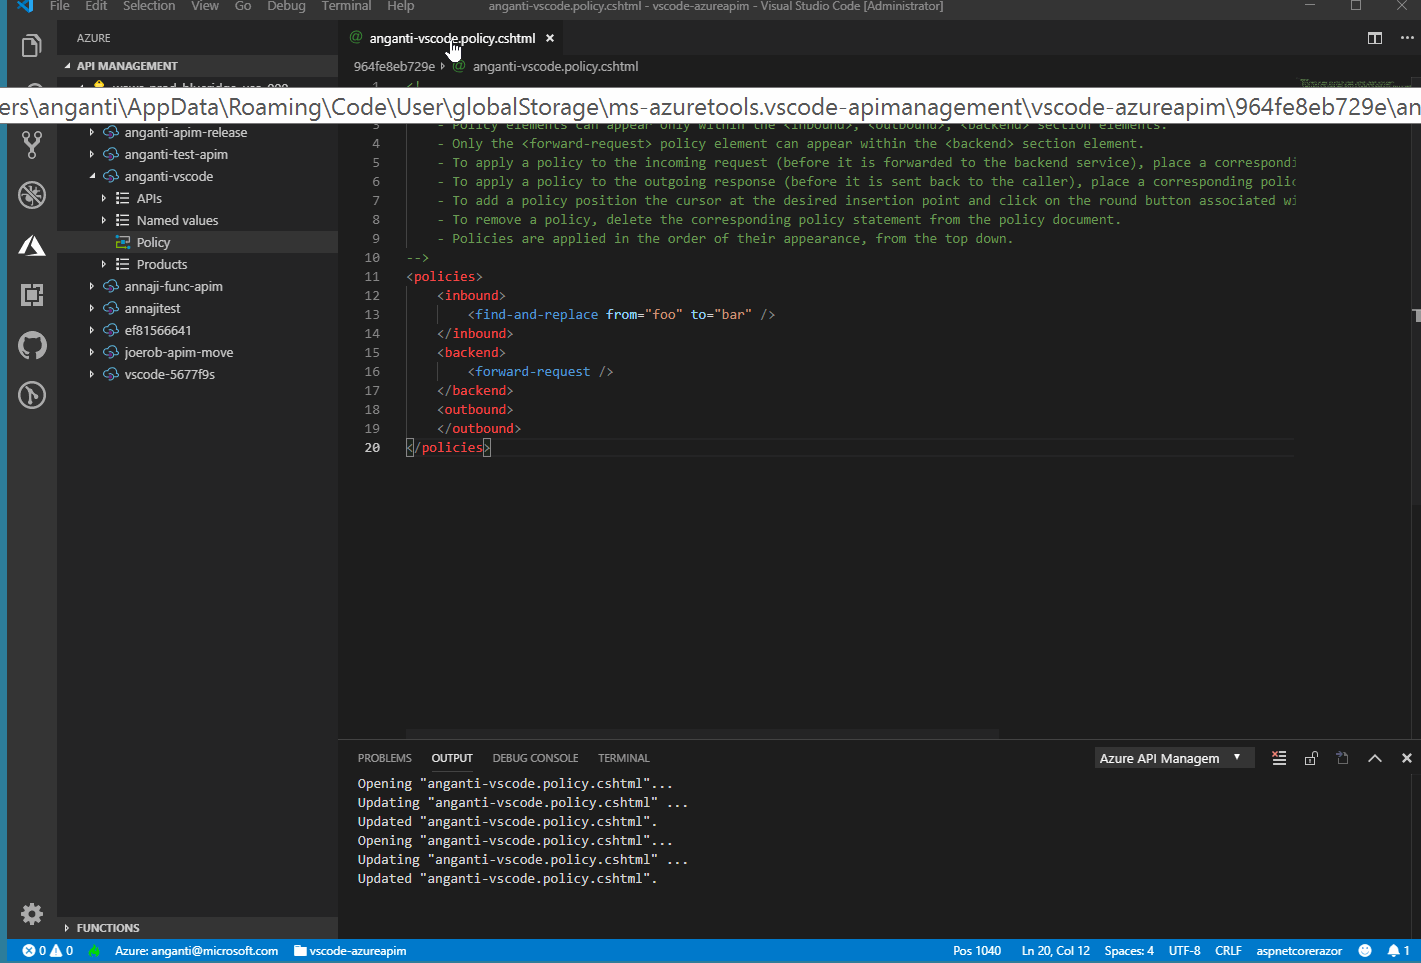 File Edit Selection View Go Debug Terminal Help anganti-vscode.policy.cshtml - vscode-azureapim - Visual Studio Code [Administrator]
AZURE
@ anganti-vscode.policy.cshtml ×
API MANAGEMENT
964fe8eb729e @ anganti-vscode.policy.cshtml
1 <!--
ers\anganti\AppData\Roaming\Code\User\globalStorage\ms-azuretools.vscode-apimanagement\vscode-azureapim\964fe8eb729e\an
anganti-apim-release
anganti-test-apim
anganti-vscode
APIs
Named values
Policy
Products
annaji-func-apim
annajitest
ef81566641
joerob-apim-move
vscode-5677f9s
3 - Policy elements can appear only within the <inbound>, <outbound>, <backend> section elements.
4 - Only the <forward-request> policy element can appear within the <backend> section element.
5 - To apply a policy to the incoming request (before it is forwarded to the backend service), place a correspondi
6 - To apply a policy to the outgoing response (before it is sent back to the caller), place a corresponding polic
7 - To add a policy position the cursor at the desired insertion point and click on the round button associated wi
8 - To remove a policy, delete the corresponding policy statement from the policy document.
9 - Policies are applied in the order of their appearance, from the top down.
10 -->
11 <policies>
12 <inbound>
13 <find-and-replace from="foo" to="bar" />
14 </inbound>
15 <backend>
16 <forward-request />
17 </backend>
18 <outbound>
19 </outbound>
20 </policies>
PROBLEMS OUTPUT DEBUG CONSOLE TERMINAL Azure API Managem
Opening "anganti-vscode.policy.cshtml"...
Updating "anganti-vscode.policy.cshtml" ...
Updated "anganti-vscode.policy.cshtml".
Opening "anganti-vscode.policy.cshtml"...
Updating "anganti-vscode.policy.cshtml" ...
Updated "anganti-vscode.policy.cshtml".
FUNCTIONS
0 0 Azure: anganti@microsoft.com vscode-azureapim Pos 1040 Ln 20, Col 12 Spaces: 4 UTF-8 CRLF aspnetcorerazor 1